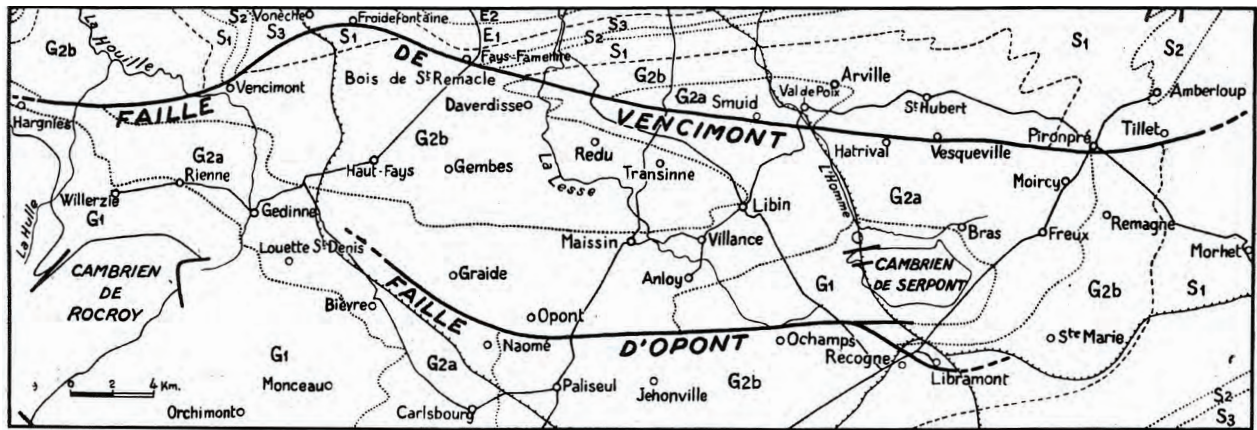 S2 Vonêche Froidefontaine E2 S3
La Houille S1 S3 S1 E1 S2 S1 S1 S2
G2b Fays-Famenne
DE
Bois de St Remacle G2b Arville
Vencimont Daverdisse G2a Smuid Val de Poix St Hubert Amberloup
FAILLE VENCIMONT
Hargnies Pironpré Tillet
G2b Redu Hatrival Vesqueville
G2a La Lesse Transinne L'Homme
Rienne Haut-Fays Gembes Moircy
Willerzie G2a
G1 Gedinne Libin Remagne
La Hulle Louette St Denis Maissin Villance Bras Freux Morhet
CAMBRIEN
DE
ROCROY
Graide Anloy G1
CAMBRIEN
DE SERPONT
G2b S1
Bièvre FAILLE Opont
Naomé D'OPONT Ochamps Ste Marie
G1 G2a Recogne
Libramont
0 2 4 Km.
Monceau Paliseul Jehonville G2b
Orchimont Carlsbourg
S2
S3